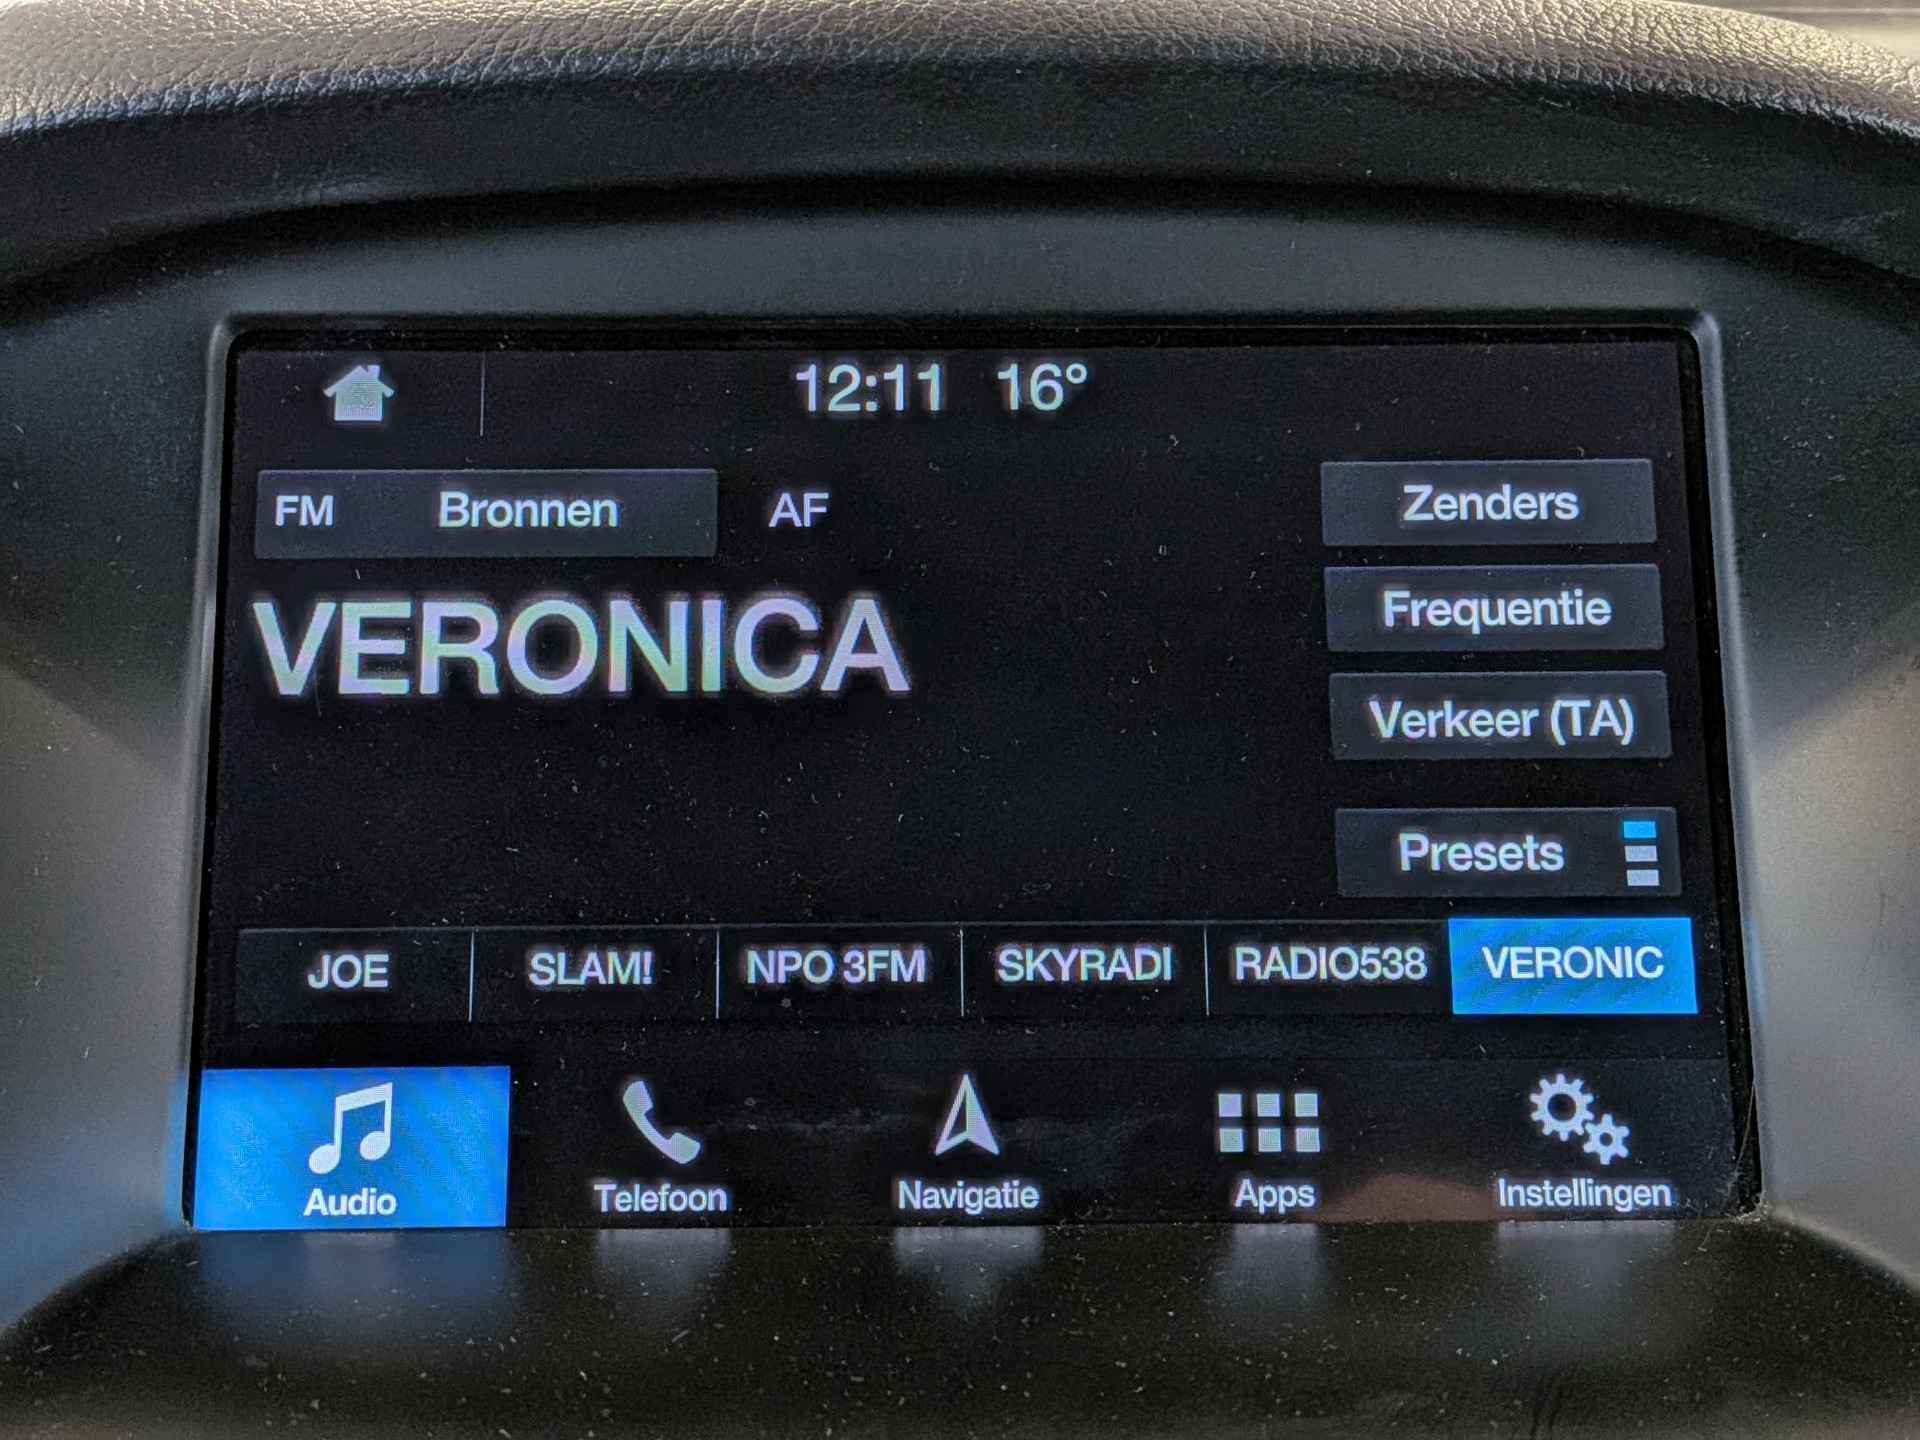 12:11 16°
FM Bronnen AF
Zenders
VERONICA
Frequentie
Verkeer (TA)
Presets
JOE SLAM! NPO 3FM SKYRADI RADIO538 VERONIC
Audio Telefoon Navigatie Apps Instellingen